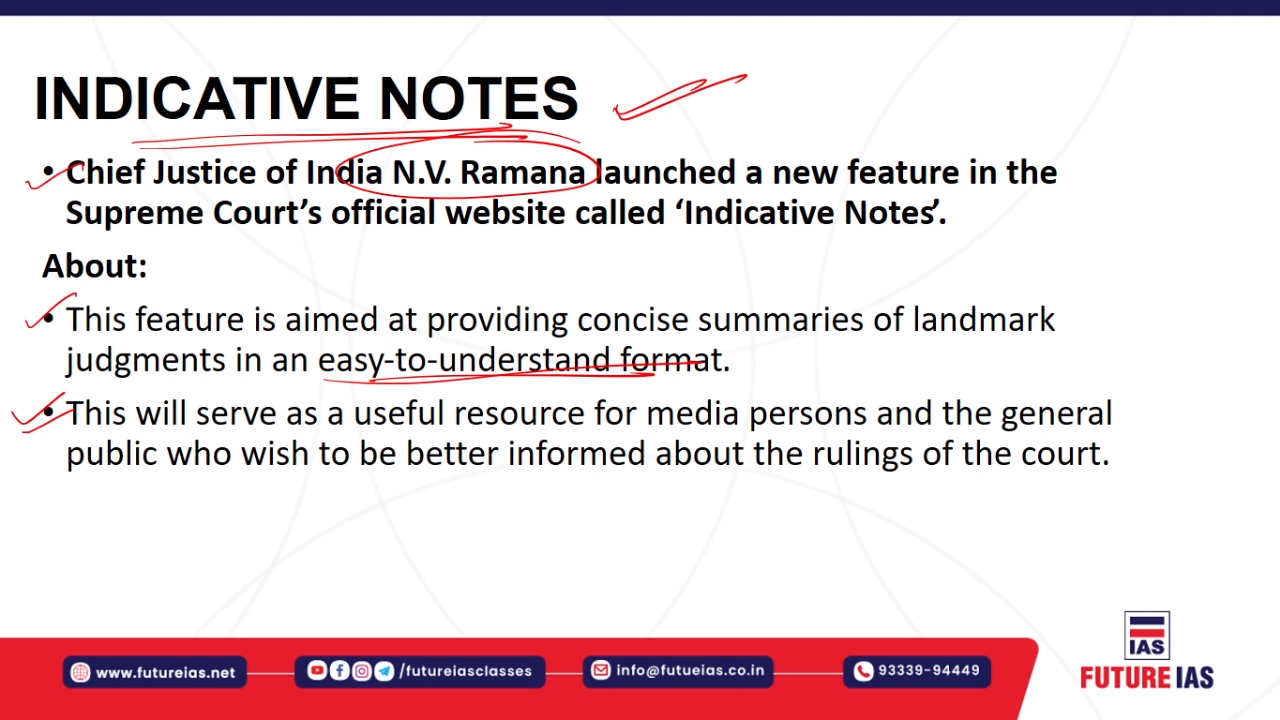 INDICATIVE NOTES
• Chief Justice of India N.V. Ramana launched a new feature in the
Supreme Court’s official website called ‘Indicative Notes’.
About:
• This feature is aimed at providing concise summaries of landmark
judgments in an easy-to-understand format.
• This will serve as a useful resource for media persons and the general
public who wish to be better informed about the rulings of the court.
IAS
FUTURE IAS
www.futureias.net
/futureiasclasses
info@futueias.co.in
93339-94449